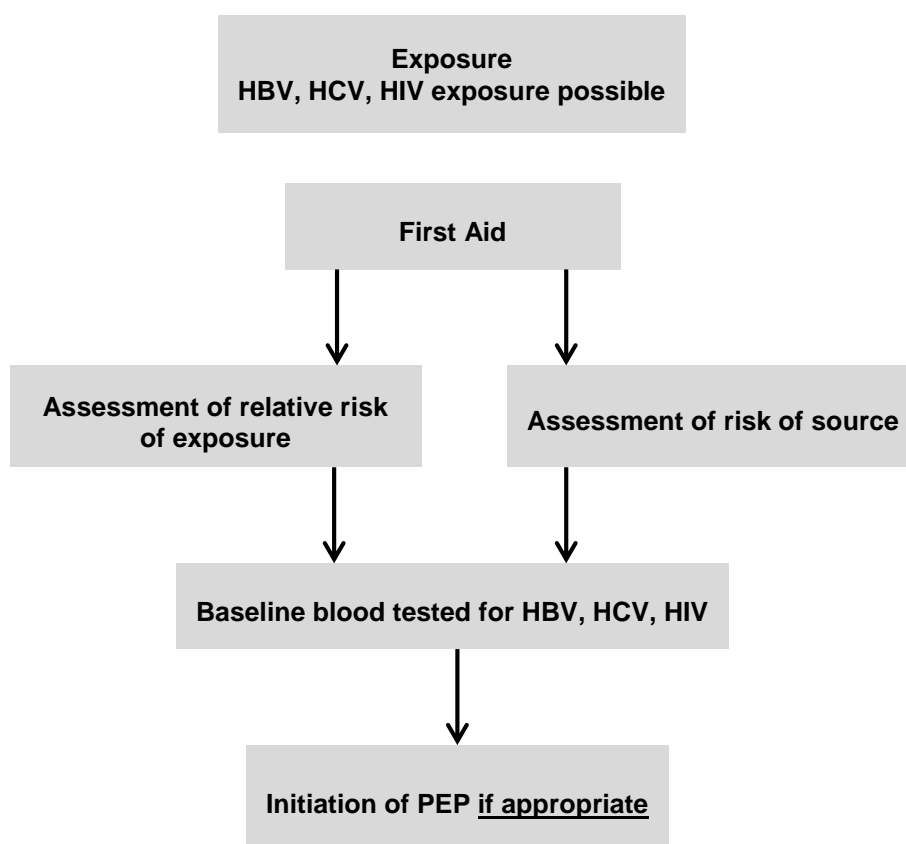 Exposure
HBV, HCV, HIV exposure possible
First Aid
Assessment of relative risk
of exposure
Assessment of risk of source
Baseline blood tested for HBV, HCV, HIV
Initiation of PEP if appropriate